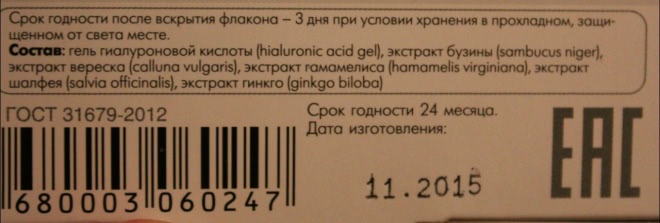 Срок годности после вскрытия флакона – 3 дня при условии хранения в прохладном, защи-
щенном от света месте.
Состав: гель гиалуроновой кислоты (hialuronic acid gel), экстракт бузины (sambucus niger),
экстракт вереска (calluna vulgaris), экстракт гамамелиса (hamamelis virginiana), экстракт
шалфея (salvia officinalis), экстракт гинкго (ginkgo biloba)
ГОСТ 31679-2012
Срок годности 24 месяца.
Дата изготовления:
11.2015
680003 060247
EAC